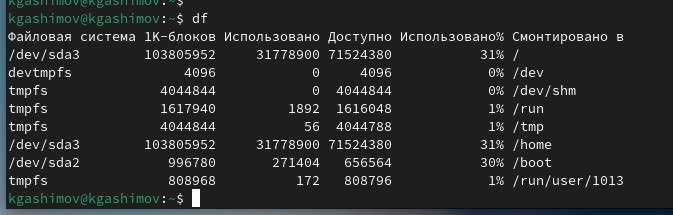 kgashimov@kgashimov:~$
kgashimov@kgashimov:~$ df
Файловая система 1K-блоков Использовано Доступно Использовано% Смонтировано в
/dev/sda3 103805952 31778900 71524380 31% /
devtmpfs 4096 0 4096 0% /dev
tmpfs 4044844 0 4044844 0% /dev/shm
tmpfs 1617940 1892 1616048 1% /run
tmpfs 4044844 56 4044788 1% /tmp
/dev/sda3 103805952 31778900 71524380 31% /home
/dev/sda2 996780 271404 656564 30% /boot
tmpfs 808968 172 808796 1% /run/user/1013
kgashimov@kgashimov:~$